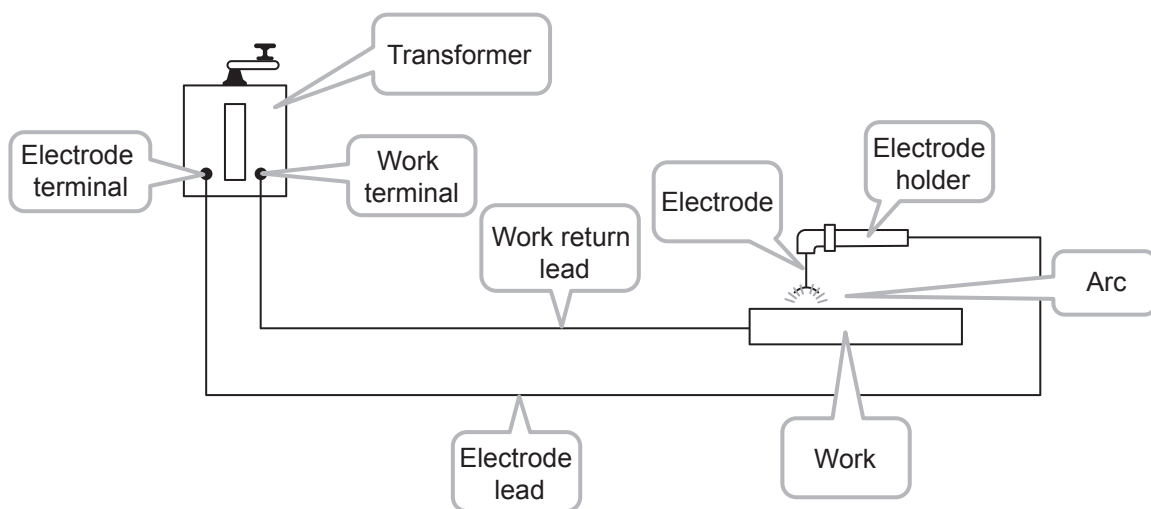 Transformer
Electrode
terminal
Work
terminal
Electrode
holder
Electrode
Work return
lead
Arc
Electrode
lead
Work